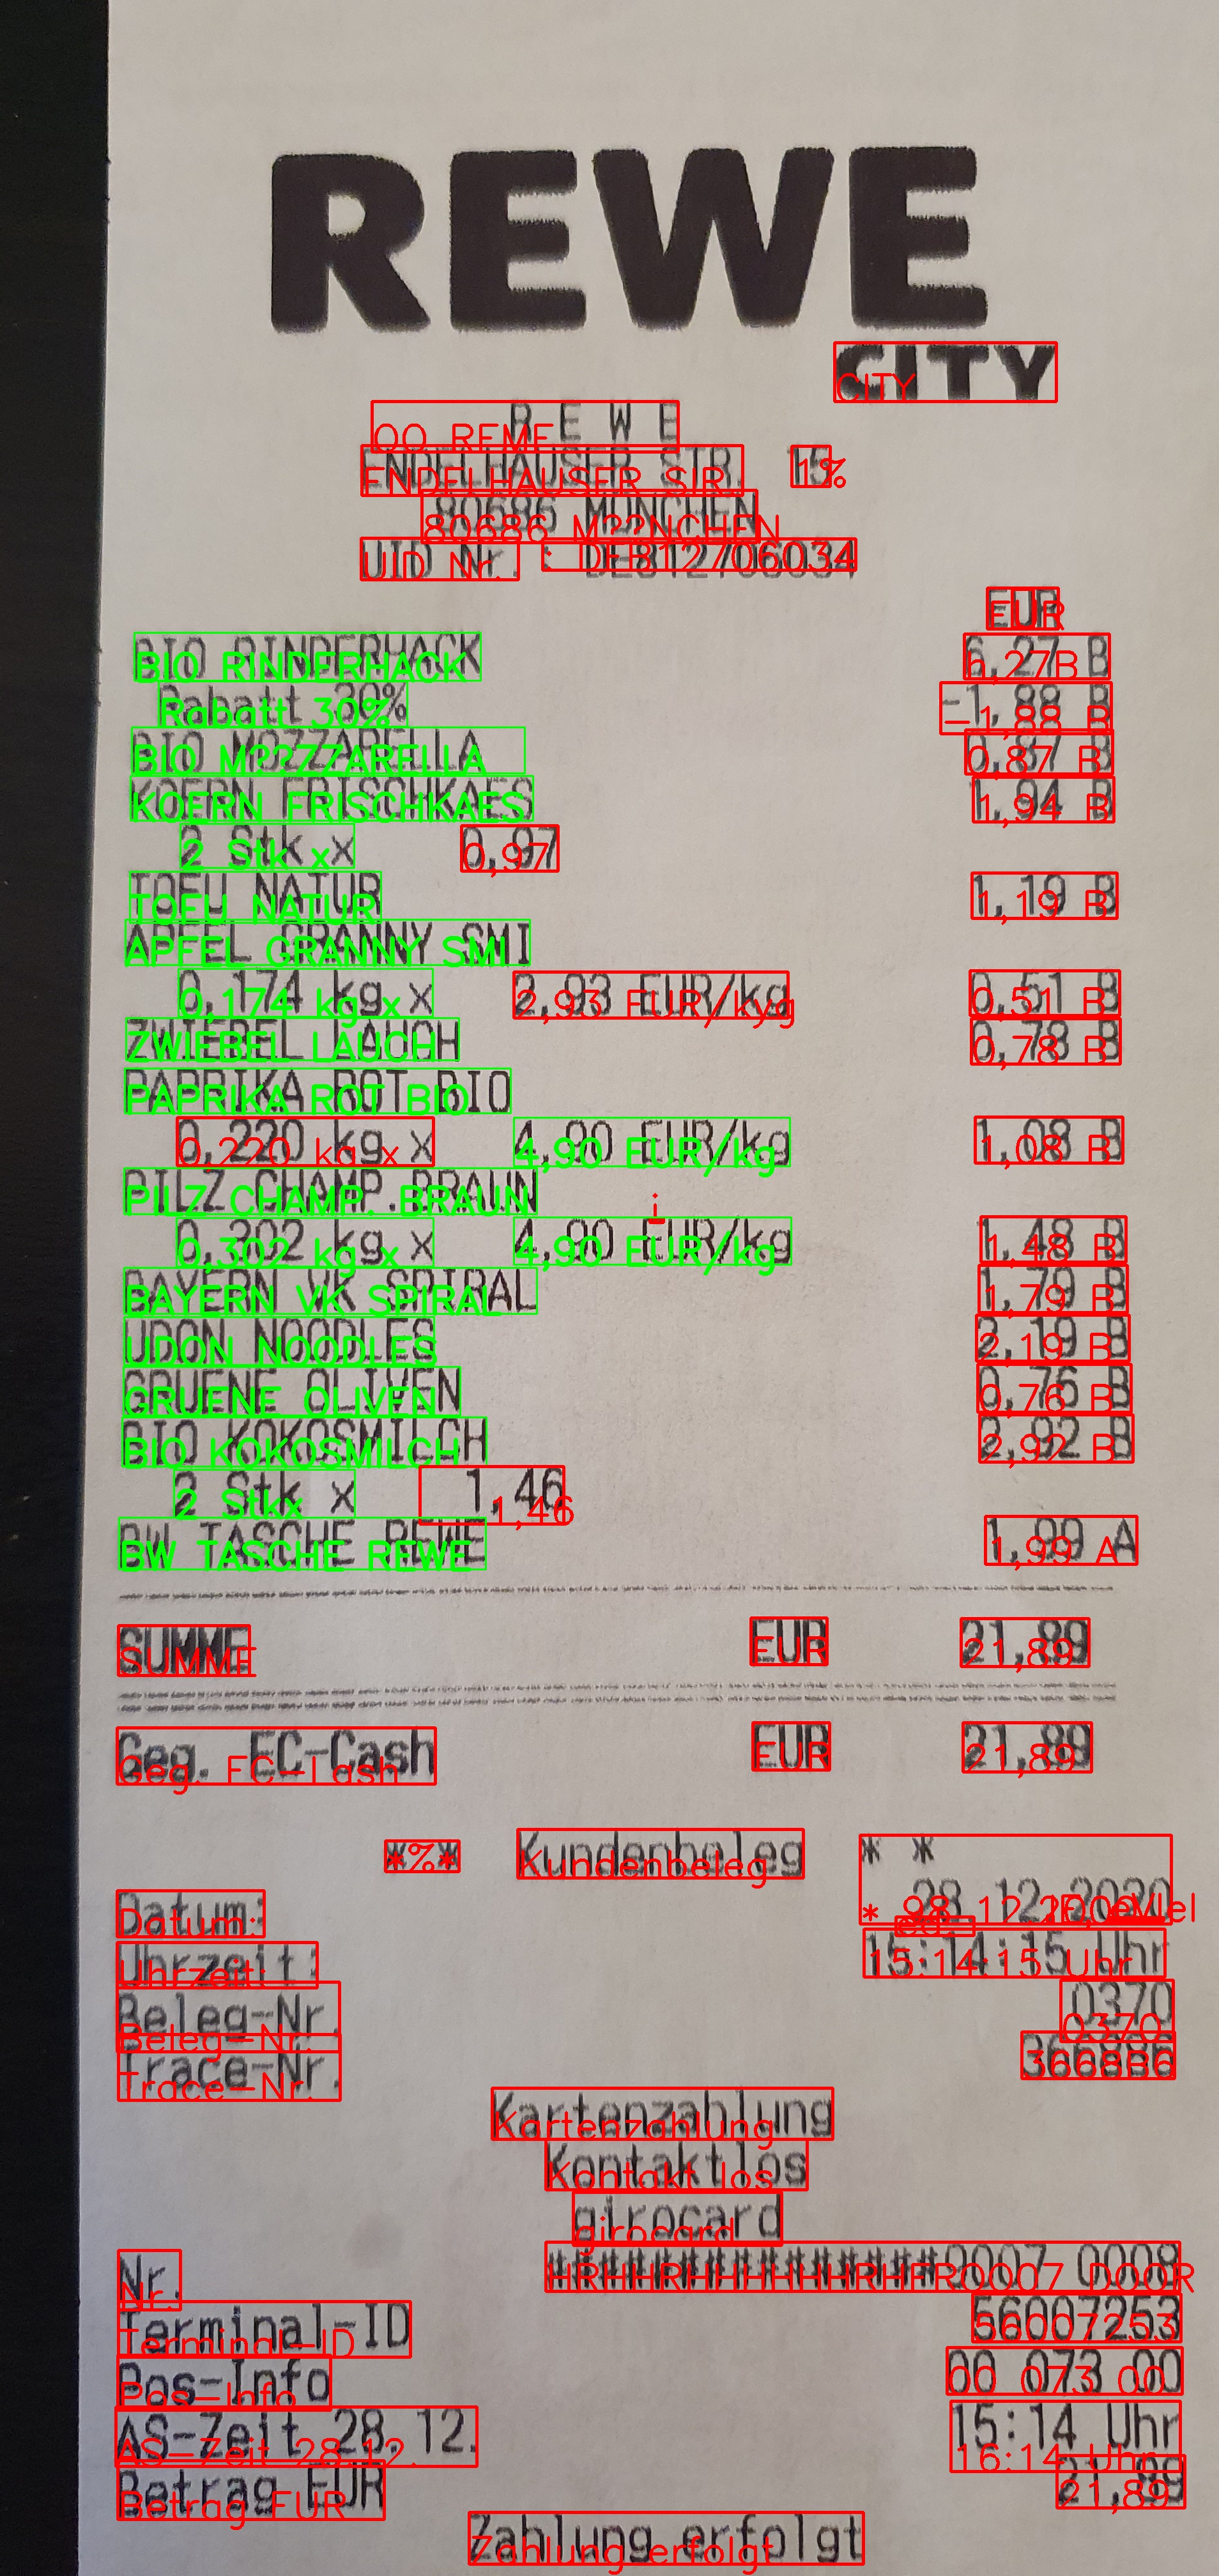 REWE
CITY
R E W E
ENDELHAUSER STR. 15
80686 MÜNCHEN
UID Nr. : DE812706034
EUR
BIO RINDERHACK 6,27 B
Rabatt 30% -1,88 B
BIO MOZZARELLA 0,87 B
KOERN FRISCHKAES 1,94 B
2 Stk x 0,97
TOFU NATUR 1,19 B
APFEL GRANNY SMI
0,174 kg x 2,93 EUR/kg 0,51 B
ZWIEBEL LAUCH 0,78 B
PAPRIKA ROT BIO
0,220 kg x 4,90 EUR/kg 1,08 B
PILZ CHAMP. BRAUN
0,302 kg x 4,90 EUR/kg 1,48 B
BAYERN VK SPIRAL 1,79 B
UDON NOODLES 2,19 B
GRUENE OLIVEN 0,76 B
BIO KOKOSMILCH 2,92 B
2 Stk x 1,46
BW TASCHE REWE 1,99 A
SUMME EUR 21,89
Geg. EC-Cash EUR 21,89
* * Kundenbeleg * *
Datum: 28.12.2020
Uhrzeit: 15:14:15 Uhr
Beleg-Nr. 0370
Trace-Nr. 366886
Kartenzahlung
Kontaktlos
girocard
Nr. ###############0007 0008
Terminal-ID 56007253
Pos-Info 00 073 00
AS-Zeit 28.12. 15:14 Uhr
Betrag EUR 21,89
Zahlung erfolgt